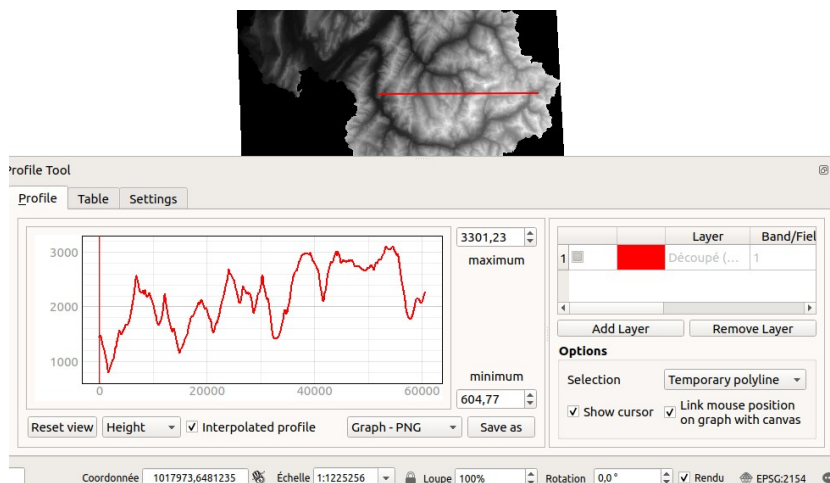 Profile Tool
Profile Table Settings
3000
2000
1000
0 20000 40000 60000
3301,23
maximum
minimum
604,77
Reset view Height Interpolated profile Graph - PNG Save as
Layer Band/Fiel
1 Découpé (... 1
Add Layer Remove Layer
Options
Selection Temporary polyline
Show cursor Link mouse position
on graph with canvas
Coordonnée 1017973,6481235 Échelle 1:1225256 Loupe 100% Rotation 0,0 ° Rendu EPSG:2154